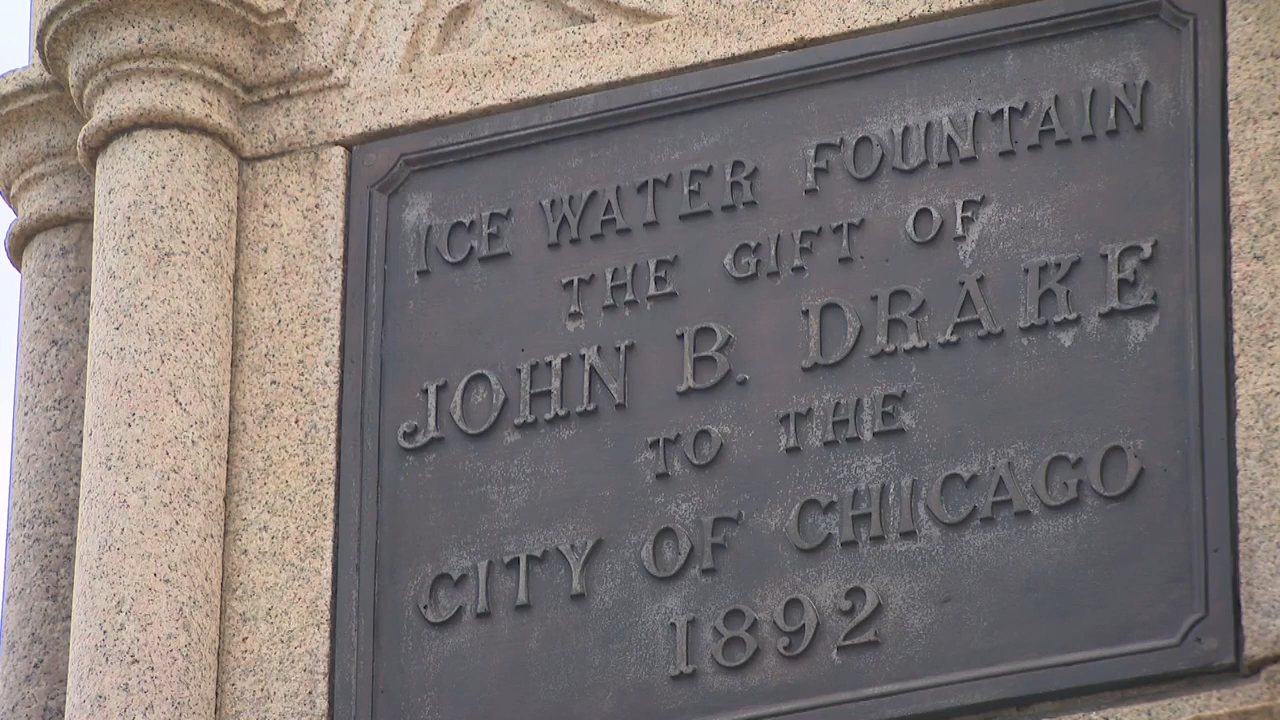 ICE WATER FOUNTAIN
THE GIFT OF
JOHN B. DRAKE
TO THE
CITY OF CHICAGO
1892